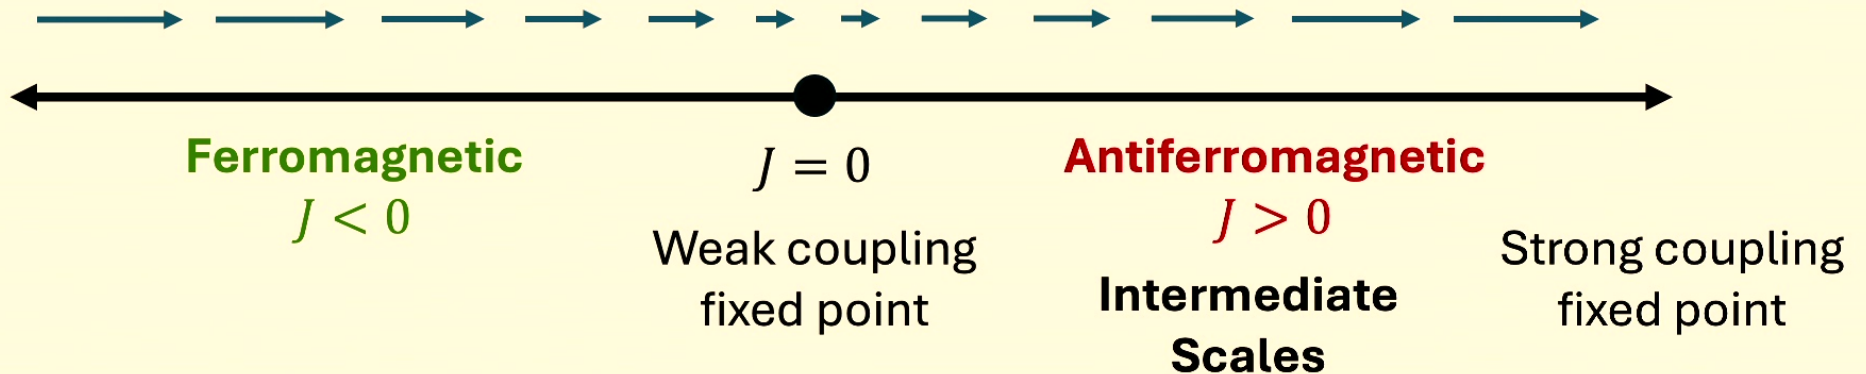 Ferromagnetic
J < 0
J = 0
Weak coupling
fixed point
Antiferromagnetic
J > 0
Intermediate
Scales
Strong coupling
fixed point